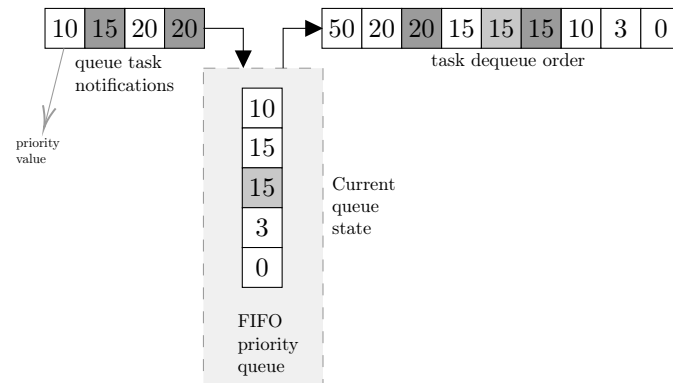 10 15 20 20
50 20 20 15 15 15 10 3 0
queue task
notifications
task dequeue order
priority
value
10
15
15
3
0
Current
queue
state
FIFO
priority
queue